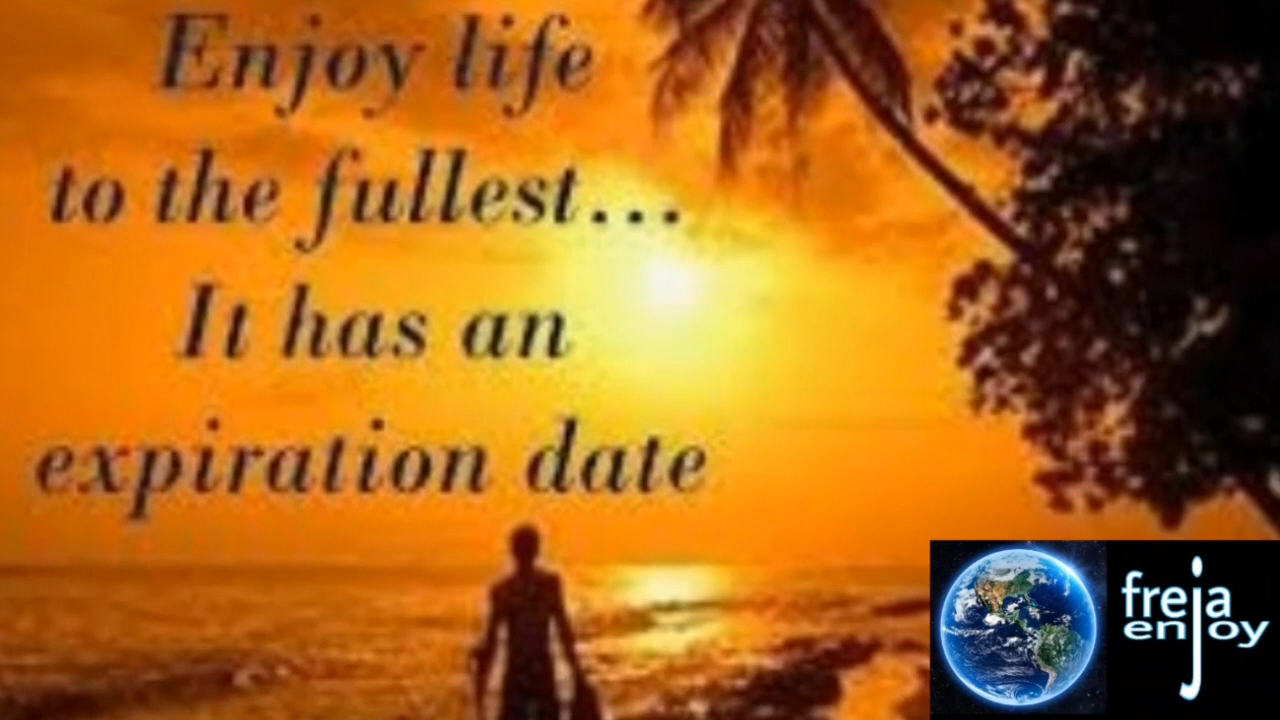 Enjoy life
to the fullest...
It has an
expiration date
freja
enjoy